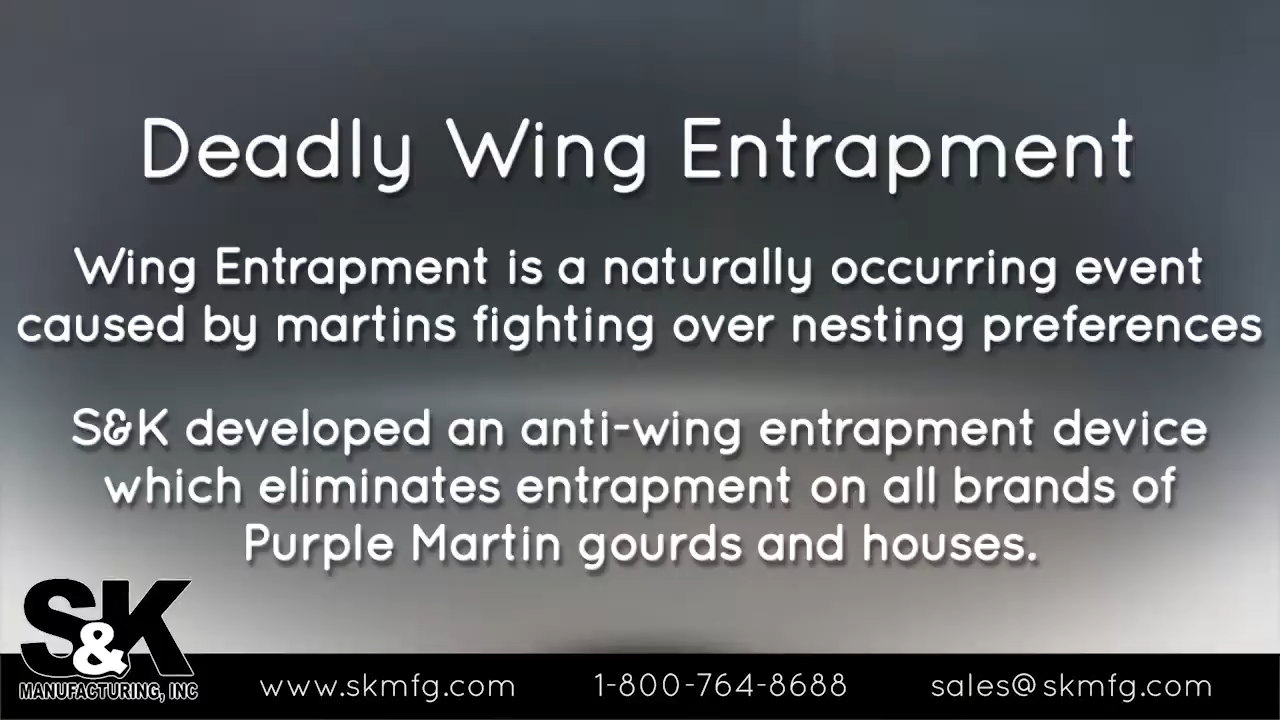 Deadly Wing Entrapment
Wing Entrapment is a naturally occurring event
caused by martins fighting over nesting preferences
S&K developed an anti-wing entrapment device
which eliminates entrapment on all brands of
Purple Martin gourds and houses.
S&K
MANUFACTURING, INC
www.skmfg.com 1-800-764-8688 sales@skmfg.com